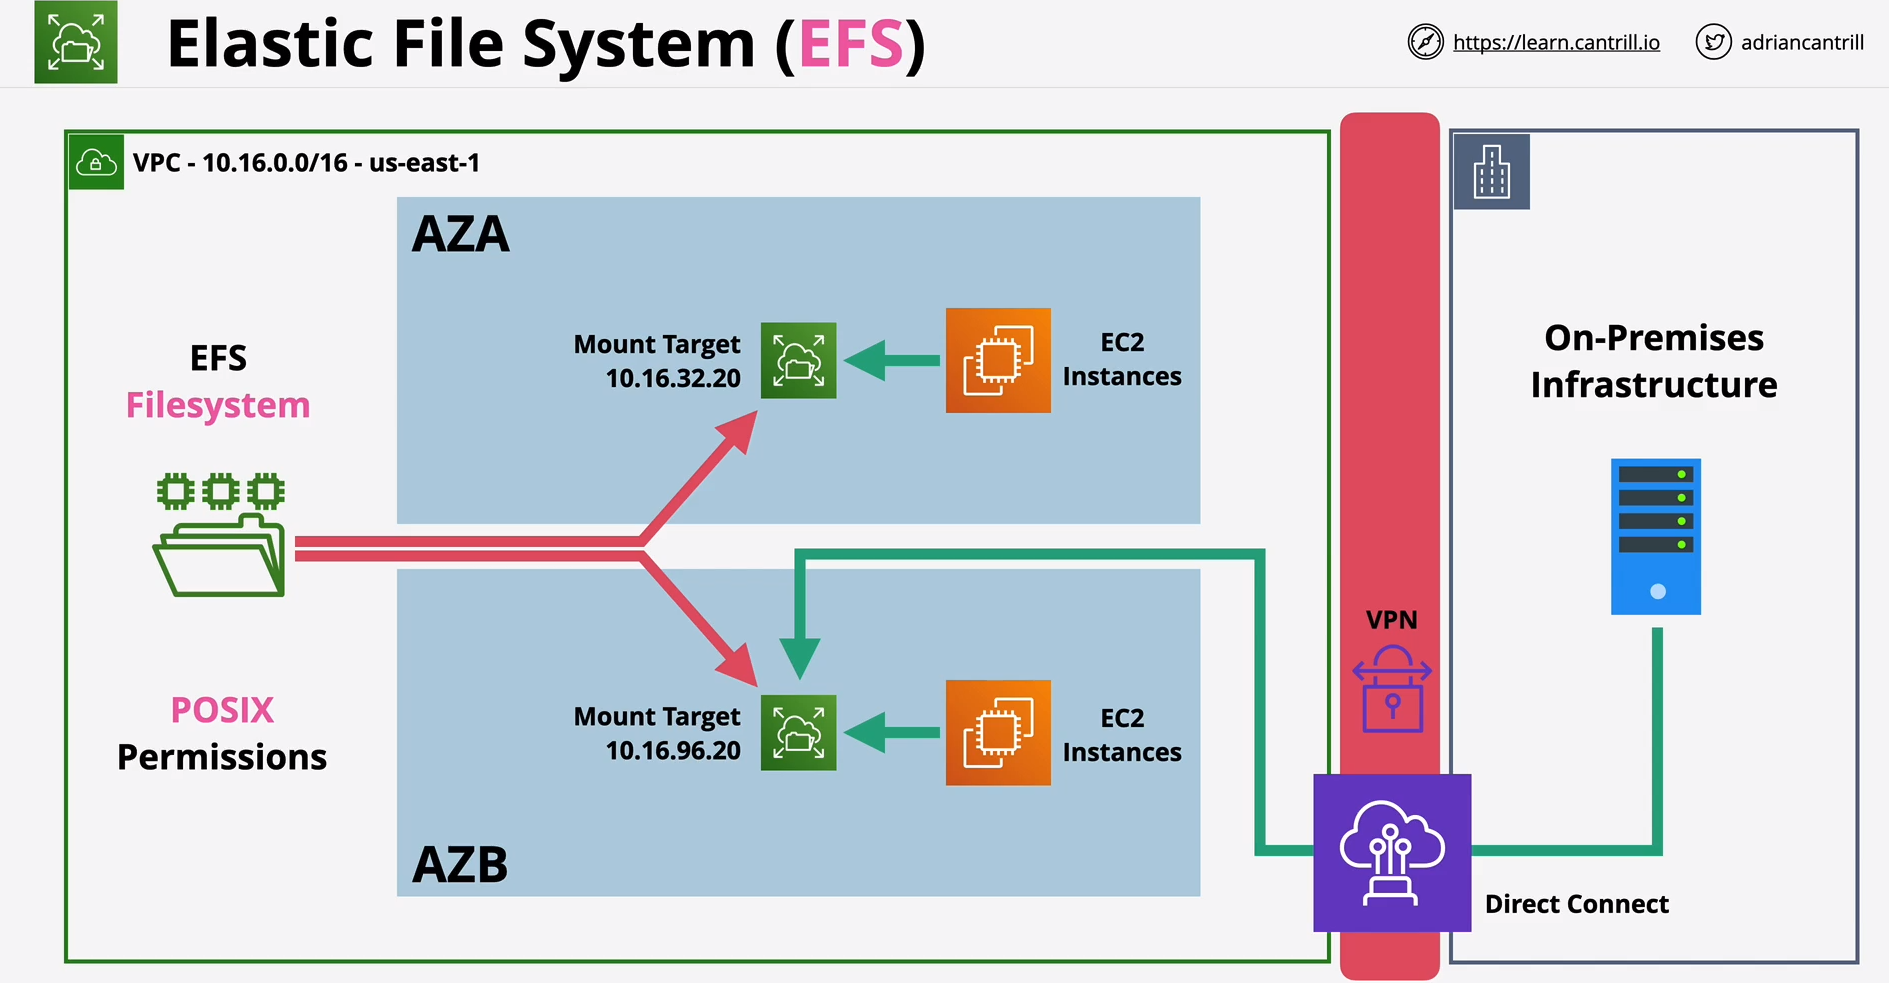 Elastic File System (EFS)
https://learn.cantrill.io
adriancantrill
VPC - 10.16.0.0/16 - us-east-1
AZA
Mount Target
10.16.32.20
EC2
Instances
EFS
Filesystem
POSIX
Permissions
Mount Target
10.16.96.20
EC2
Instances
AZB
VPN
On-Premises
Infrastructure
Direct Connect